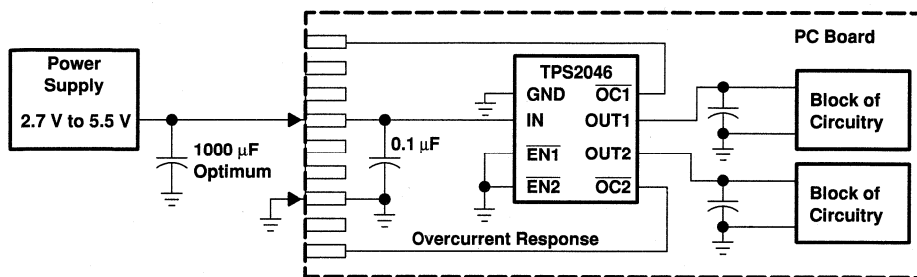 PC Board
Power
Supply
2.7 V to 5.5 V
1000 μF
Optimum
0.1 μF
TPS2046
GND
OC1
IN
OUT1
EN1
OUT2
EN2
OC2
Overcurrent Response
Block of
Circuitry
Block of
Circuitry